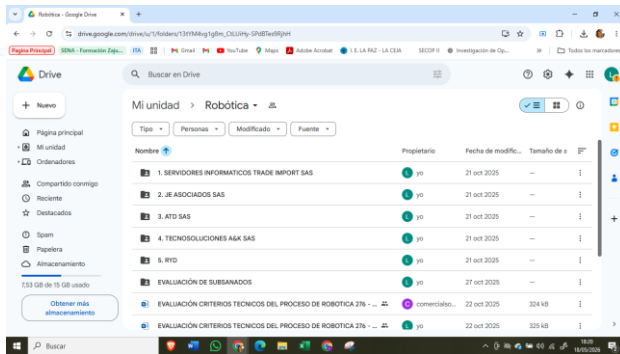 Robótica - Google Drive
drive.google.com/drive/u/1/folders/13tYM4vg1g8m_CtLUiHy-SPdBTed9RjhH
Página Principal
SENA - Formación Zaju...
ITA
Gmail
M
YouTube
Maps
Adobe Acrobat
I. E. LA PAZ - LA CEJA
SECOP II
Investigación de Op...
Todos los marcadores
Drive
Buscar en Drive
Nuevo
Página principal
Mi unidad
Ordenadores
Compartido conmigo
Reciente
Destacados
Spam
Papelera
Almacenamiento
7,53 GB de 15 GB usado
Obtener más
almacenamiento
Mi unidad > Robótica
Tipo
Personas
Modificado
Fuente
Nombre
Propietario
Fecha de modific...
Tamaño de a
1. SERVIDORES INFORMATICOS TRADE IMPORT SAS
L yo 21 oct 2025 —
2. JE ASOCIADOS SAS
L yo 21 oct 2025 —
3. ATD SAS
L yo 21 oct 2025 —
4. TECNOSOLUCIONES A&K SAS
L yo 21 oct 2025 —
5. RYD
L yo 21 oct 2025 —
EVALUACIÓN DE SUBSANADOS
L yo 27 oct 2025 —
EVALUACIÓN CRITERIOS TECNICOS DEL PROCESO DE ROBOTICA 276 - ...
C comercialso... 22 oct 2025 324 kB
EVALUACIÓN CRITERIOS TECNICOS DEL PROCESO DE ROBOTICA 276 - ...
L yo 22 oct 2025 325 kB
Buscar
18:20
18/05/2026